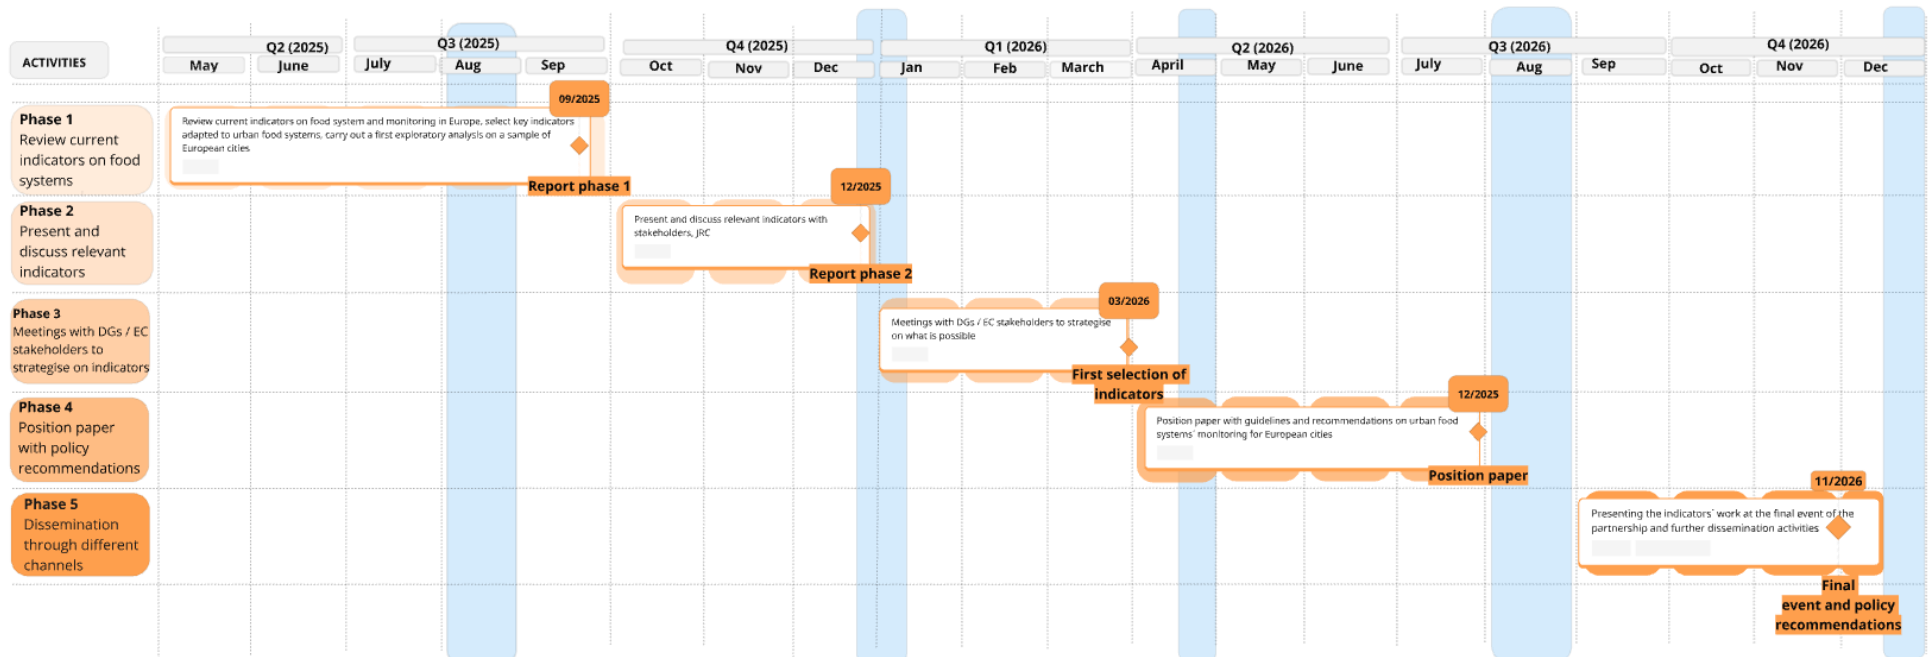 Q2 (2025)
Q3 (2025)
Q4 (2025)
Q1 (2026)
Q2 (2026)
Q3 (2026)
Q4 (2026)
ACTIVITIES
May
June
July
Aug
Sep
Oct
Nov
Dec
Jan
Feb
March
April
May
June
July
Aug
Sep
Oct
Nov
Dec
Phase 1
Review current
indicators on food
systems
09/2025
Review current indicators on food system and monitoring in Europe, select key indicators
adapted to urban food systems, carry out a first exploratory analysis on a sample of
European cities
Report phase 1
Phase 2
Present and
discuss relevant
indicators
12/2025
Present and discuss relevant indicators with
stakeholders, JRC
Report phase 2
Phase 3
Meetings with DGs / EC
stakeholders to
strategise on indicators
03/2026
Meetings with DGs / EC stakeholders to strategise
on what is possible
First selection of
indicators
Phase 4
Position paper
with policy
recommendations
12/2025
Position paper with guidelines and recommendations on urban food
systems´ monitoring for European cities
Position paper
Phase 5
Dissemination
through different
channels
11/2026
Presenting the indicators´ work at the final event of the
partnership and further dissemination activities
Final
event and policy
recommendations